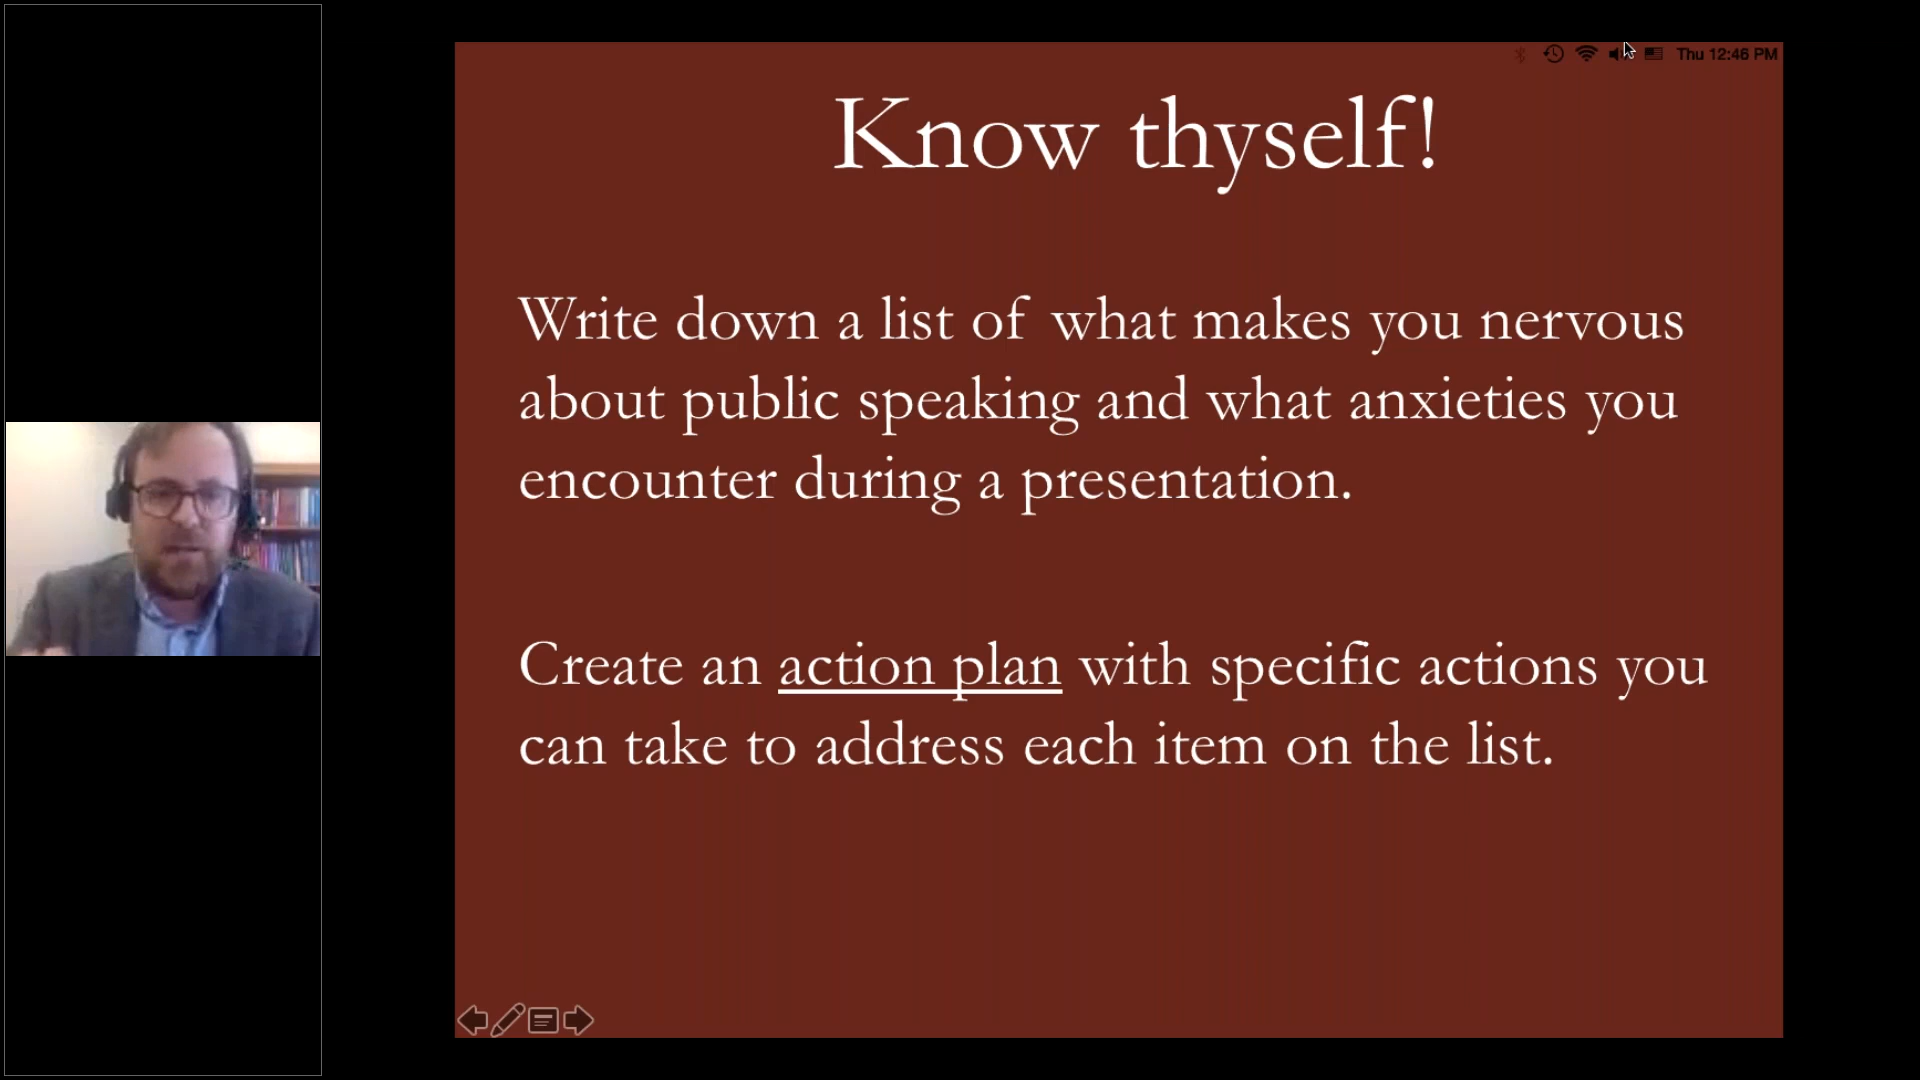 Thu 12:46 PM
Know thyself!
Write down a list of what makes you nervous
about public speaking and what anxieties you
encounter during a presentation.
Create an action plan with specific actions you
can take to address each item on the list.